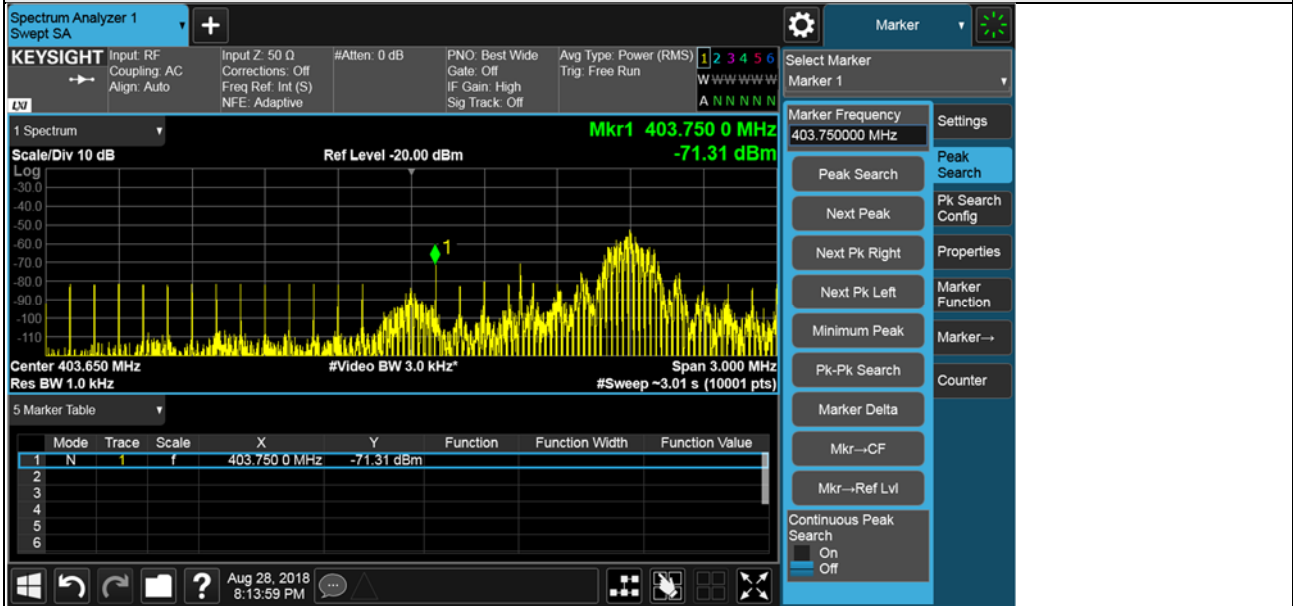 Spectrum Analyzer 1
Swept SA
+
Marker
KEYSIGHT
LXI
Input: RF
Coupling: AC
Align: Auto
Input Z: 50 Ω
Corrections: Off
Freq Ref: Int (S)
NFE: Adaptive
#Atten: 0 dB
PNO: Best Wide
Gate: Off
IF Gain: High
Sig Track: Off
Avg Type: Power (RMS)
Trig: Free Run
1 2 3 4 5 6
W W W W W W
A N N N N N
Select Marker
Marker 1
1 Spectrum
Mkr1 403.750 0 MHz
-71.31 dBm
Scale/Div 10 dB
Ref Level -20.00 dBm
Log
-30.0
-40.0
-50.0
-60.0
-70.0
-80.0
-90.0
-100
-110
1
Center 403.650 MHz
#Video BW 3.0 kHz*
Span 3.000 MHz
Res BW 1.0 kHz
#Sweep ~3.01 s (10001 pts)
5 Marker Table
Mode Trace Scale X Y Function Function Width Function Value
1 N 1 f 403.750 0 MHz -71.31 dBm
2
3
4
5
6
Marker Frequency
403.750000 MHz
Peak Search
Next Peak
Next Pk Right
Next Pk Left
Minimum Peak
Pk-Pk Search
Marker Delta
Mkr→CF
Mkr→Ref Lvl
Continuous Peak
Search
On
Off
Settings
Peak
Search
Pk Search
Config
Properties
Marker
Function
Marker→
Counter
?
Aug 28, 2018
8:13:59 PM